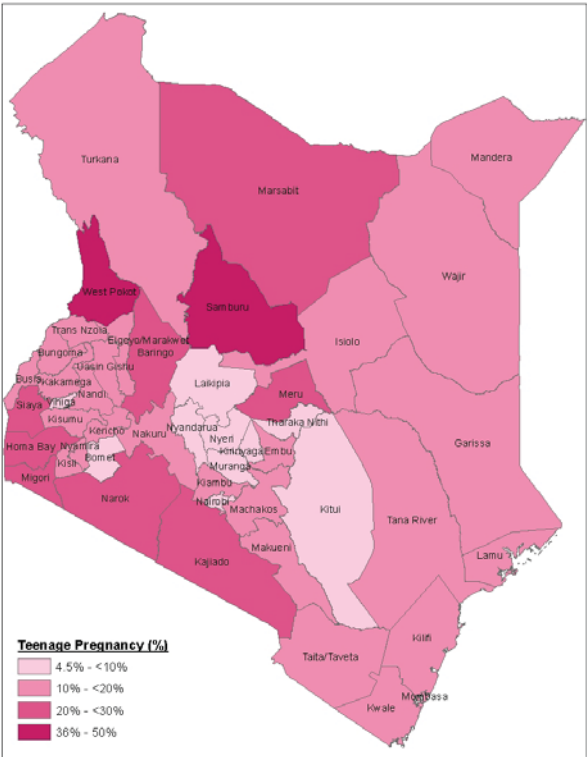 Turkana
Mandera
Marsabit
Wajir
West Pokot
Samburu
Trans Nzoia
Elgeyo/Marakwet
Baringo
Isiolo
Bungoma
Uasin Gishu
Busia
Kakamega
Laikipia
Nandi
Meru
Vihiga
Siaya
Kisumu
Tharaka Nithi
Kericho
Nyandarua
Nakuru
Nyeri
Garissa
Homa Bay
Nyamira
Kirinyaga
Embu
Bomet
Kisii
Muranga
Migori
Kiambu
Narok
Nairobi
Machakos
Kitui
Tana River
Makueni
Lamu
Kajiado
Kilifi
Taita/Taveta
Mombasa
Kwale
Teenage Pregnancy (%)
4.5% - <10%
10% - <20%
20% - <30%
36% - 50%